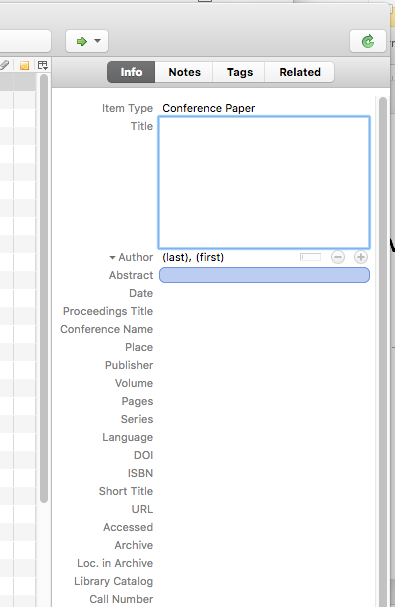 Info Notes Tags Related
Item Type Conference Paper
Title
Author (last), (first)
Abstract
Date
Proceedings Title
Conference Name
Place
Publisher
Volume
Pages
Series
Language
DOI
ISBN
Short Title
URL
Accessed
Archive
Loc. in Archive
Library Catalog
Call Number